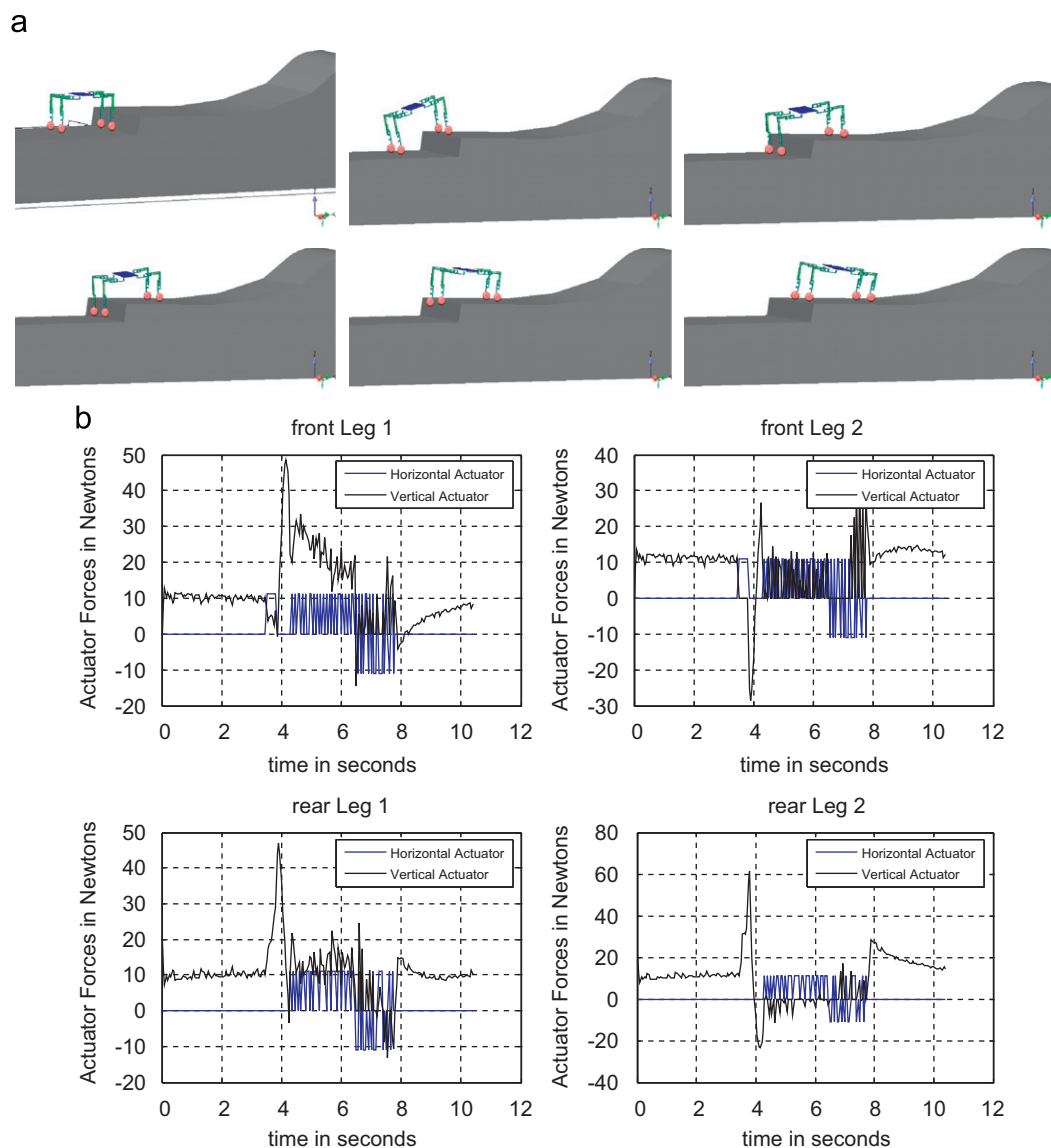 a
b
front Leg 1
front Leg 2
Actuator Forces in Newtons
50
40
30
20
10
0
-10
-20
Horizontal Actuator
Vertical Actuator
0 2 4 6 8 10 12
time in seconds
Actuator Forces in Newtons
40
30
20
10
0
-10
-20
-30
Horizontal Actuator
Vertical Actuator
0 2 4 6 8 10 12
time in seconds
rear Leg 1
rear Leg 2
Actuator Forces in Newtons
50
40
30
20
10
0
-10
-20
Horizontal Actuator
Vertical Actuator
0 2 4 6 8 10 12
time in seconds
Actuator Forces in Newtons
80
60
40
20
0
-20
-40
Horizontal Actuator
Vertical Actuator
0 2 4 6 8 10 12
time in seconds